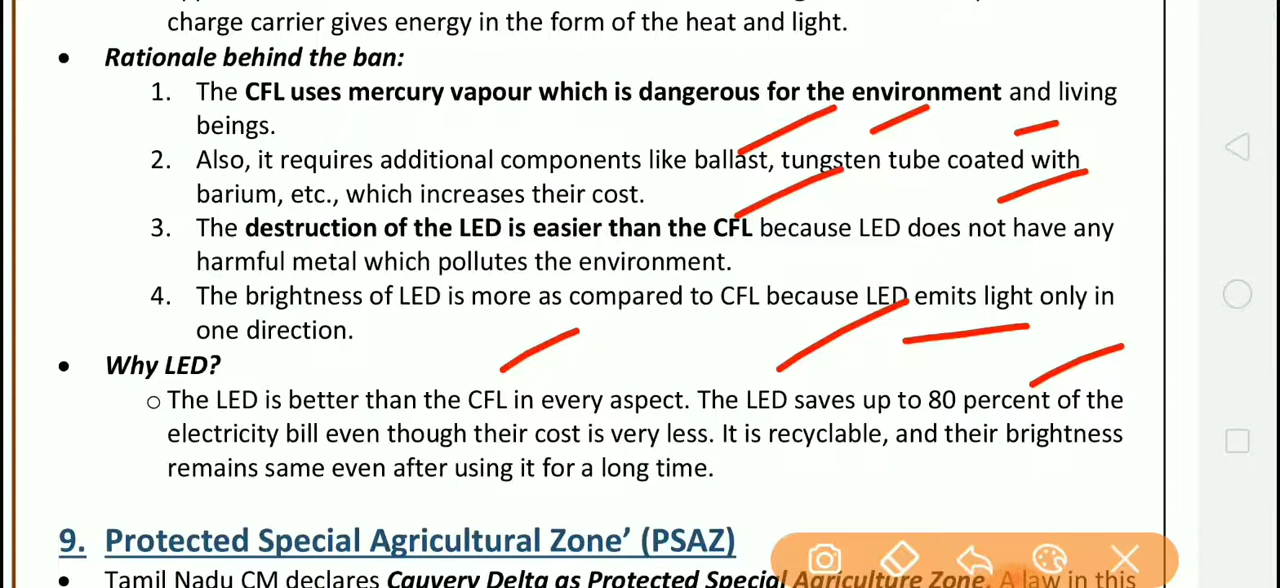 charge carrier gives energy in the form of the heat and light.
• Rationale behind the ban:
1. The CFL uses mercury vapour which is dangerous for the environment and living
beings.
2. Also, it requires additional components like ballast, tungsten tube coated with
barium, etc., which increases their cost.
3. The destruction of the LED is easier than the CFL because LED does not have any
harmful metal which pollutes the environment.
4. The brightness of LED is more as compared to CFL because LED emits light only in
one direction.
• Why LED?
o The LED is better than the CFL in every aspect. The LED saves up to 80 percent of the
electricity bill even though their cost is very less. It is recyclable, and their brightness
remains same even after using it for a long time.
9. Protected Special Agricultural Zone’ (PSAZ)
• Tamil Nadu CM declares Cauvery Delta as Protected Special Agriculture Zone. A law in this